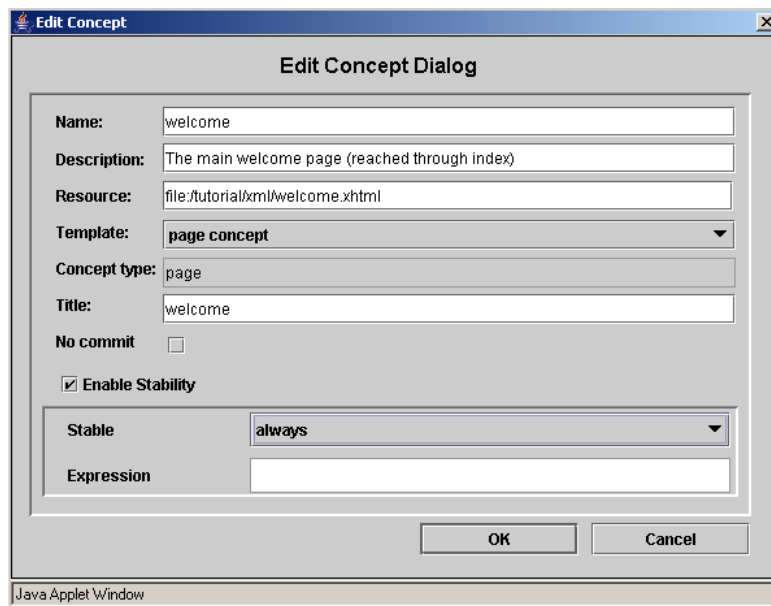 Edit Concept
Edit Concept Dialog
Name: welcome
Description: The main welcome page (reached through index)
Resource: file:/tutorial/xml/welcome.xhtml
Template: page concept
Concept type: page
Title: welcome
No commit
Enable Stability
Stable always
Expression
OK Cancel
Java Applet Window